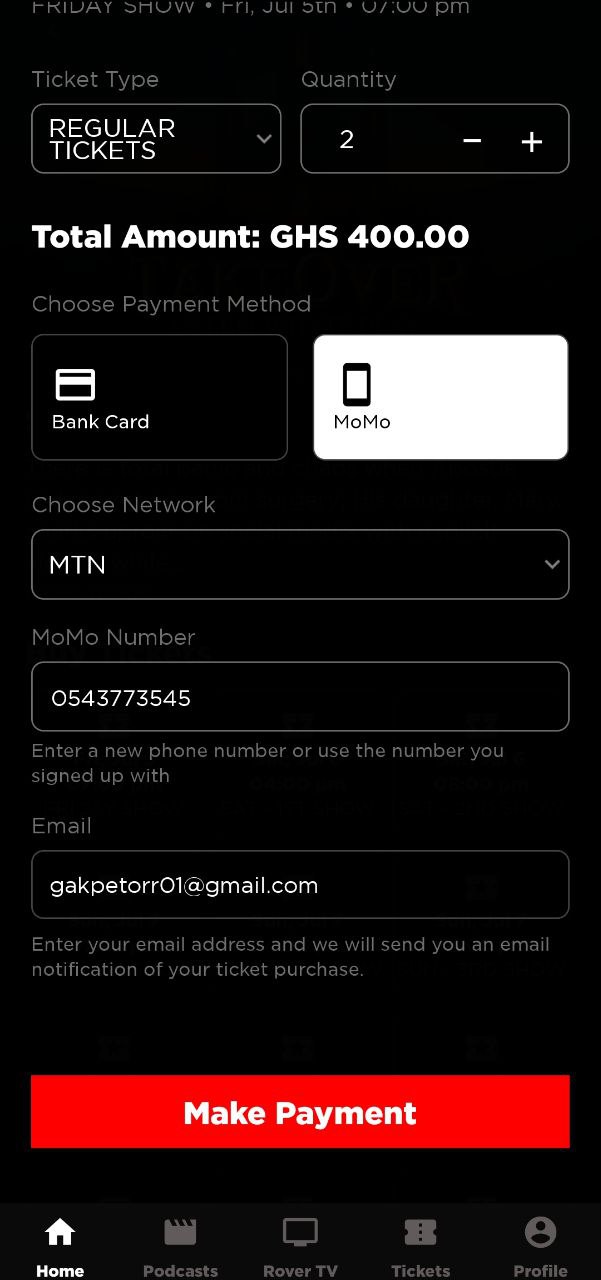 FRIDAY SHOW • Fri, Jul 5th • 07:00 pm
Ticket Type
Quantity
REGULAR
TICKETS
2
Total Amount: GHS 400.00
TAKEOVER
Choose Payment Method
Bank Card
MoMo
Choose Network
MTN
MoMo Number
0543773545
Enter a new phone number or use the number you
signed up with
Email
gakpetorr01@gmail.com
Enter your email address and we will send you an email
notification of your ticket purchase.
Make Payment
Home
Podcasts
Rover TV
Tickets
Profile